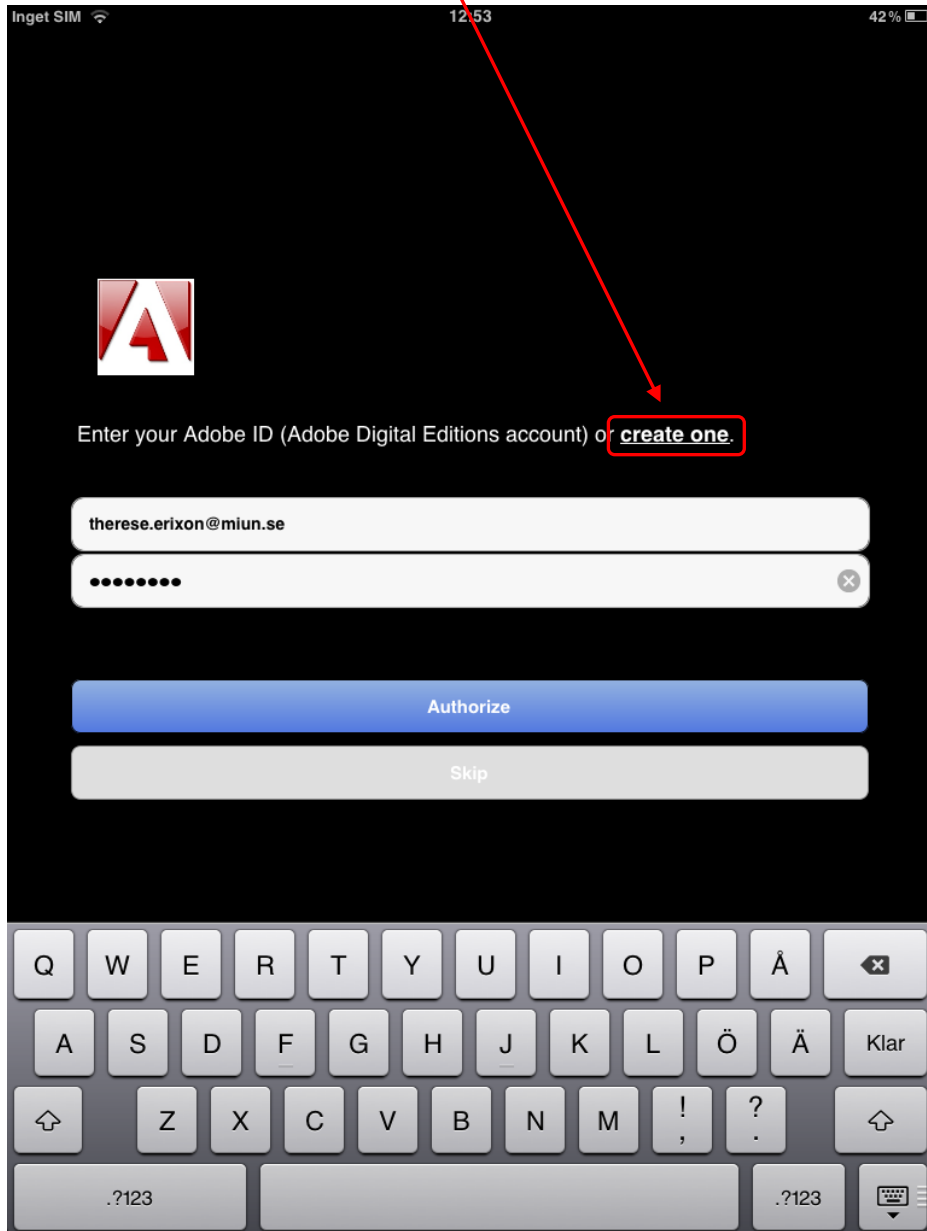 Inget SIM 12:53 42 %
Enter your Adobe ID (Adobe Digital Editions account) or create one.
therese.erixon@miun.se
••••••••
Authorize
Skip
Q W E R T Y U I O P Å
A S D F G H J K L Ö Ä Klar
Z X C V B N M ! , ? .
.?123 .?123